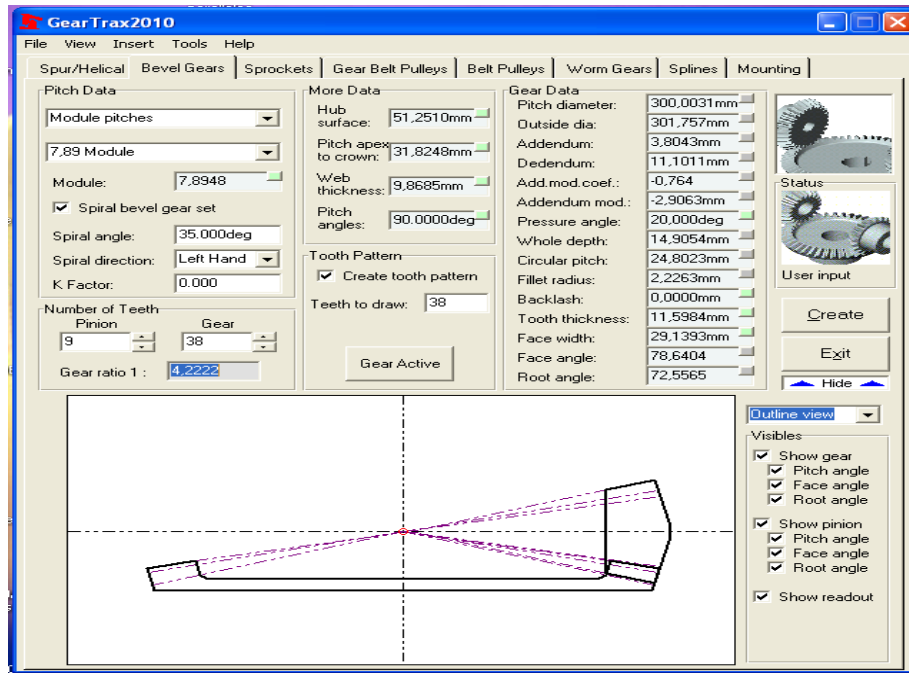 GearTrax2010
File View Insert Tools Help
Spur/Helical Bevel Gears Sprockets Gear Belt Pulleys Belt Pulleys Worm Gears Splines Mounting
Pitch Data
Module pitches
7,89 Module
Module: 7,8948
Spiral bevel gear set
Spiral angle: 35.000deg
Spiral direction: Left Hand
K Factor: 0.000
Number of Teeth
Pinion Gear
9 38
Gear ratio 1 : 4,2222
More Data
Hub
surface: 51,2510mm
Pitch apex
to crown: 31,8248mm
Web
thickness: 9,8685mm
Pitch
angles: 90.0000deg
Tooth Pattern
Create tooth pattern
Teeth to draw: 38
Gear Active
Gear Data
Pitch diameter: 300,0031mm
Outside dia: 301,757mm
Addendum: 3,8043mm
Dedendum: 11,1011mm
Add.mod.coef.: -0,764
Addendum mod.: -2,9063mm
Pressure angle: 20,000deg
Whole depth: 14,9054mm
Circular pitch: 24,8023mm
Fillet radius: 2,2263mm
Backlash: 0,0000mm
Tooth thickness: 11,5984mm
Face width: 29,1393mm
Face angle: 78,6404
Root angle: 72,5565
Status
User input
Create
Exit
Hide
Outline view
Visibles
Show gear
Pitch angle
Face angle
Root angle
Show pinion
Pitch angle
Face angle
Root angle
Show readout